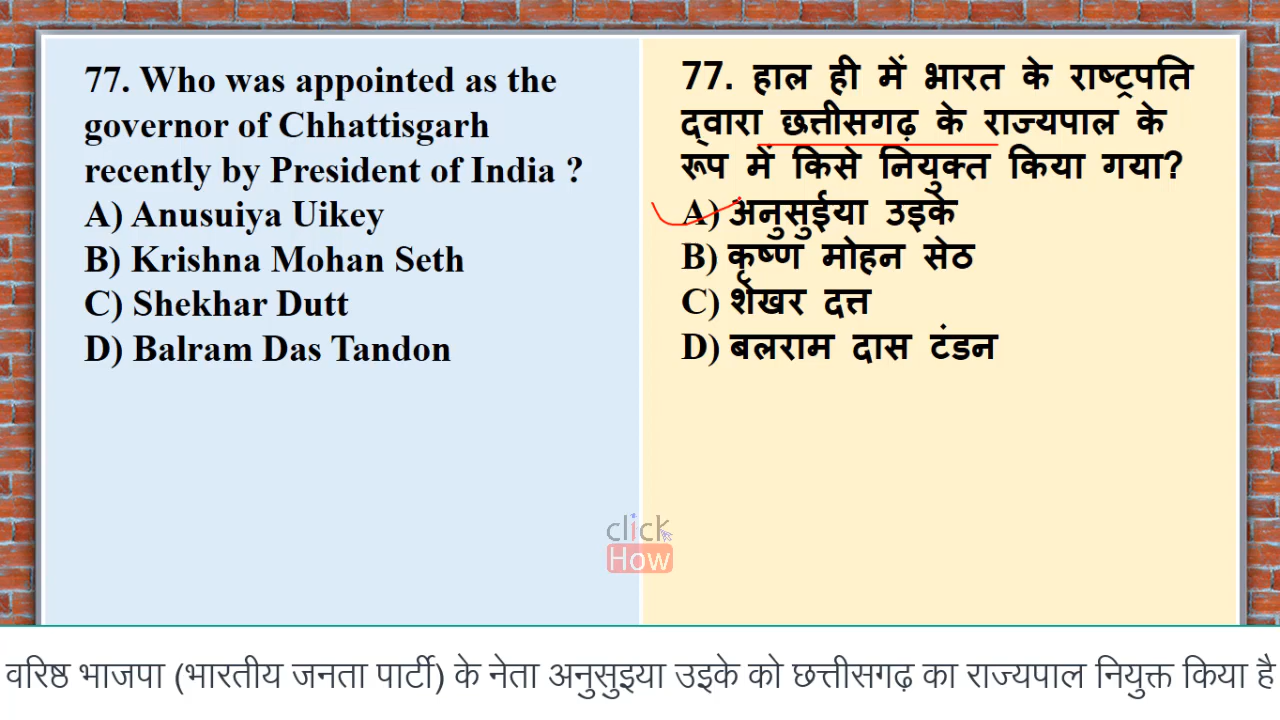 77. Who was appointed as the
governor of Chhattisgarh
recently by President of India ?
A) Anusuiya Uikey
B) Krishna Mohan Seth
C) Shekhar Dutt
D) Balram Das Tandon
77. हाल ही में भारत के राष्ट्रपति
द्वारा छत्तीसगढ़ के राज्यपाल के
रूप में किसे नियुक्त किया गया?
A) अनुसुईया उइके
B) कृष्ण मोहन सेठ
C) शेखर दत्त
D) बलराम दास टंडन
click
How
वरिष्ठ भाजपा (भारतीय जनता पार्टी) के नेता अनुसुइया उइके को छत्तीसगढ़ का राज्यपाल नियुक्त किया है